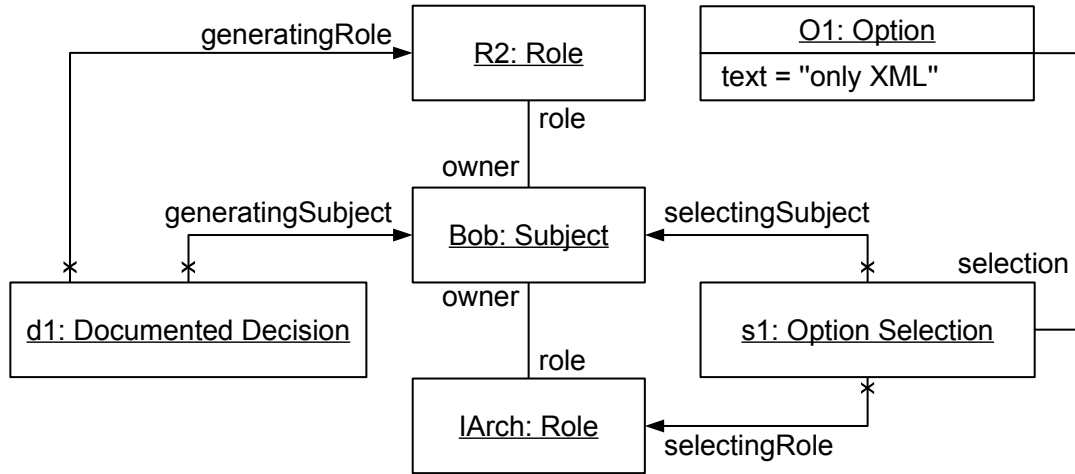 generatingRole
R2: Role
O1: Option
text = "only XML"
role
owner
generatingSubject
Bob: Subject
selectingSubject
selection
owner
d1: Documented Decision
s1: Option Selection
role
IArch: Role
selectingRole